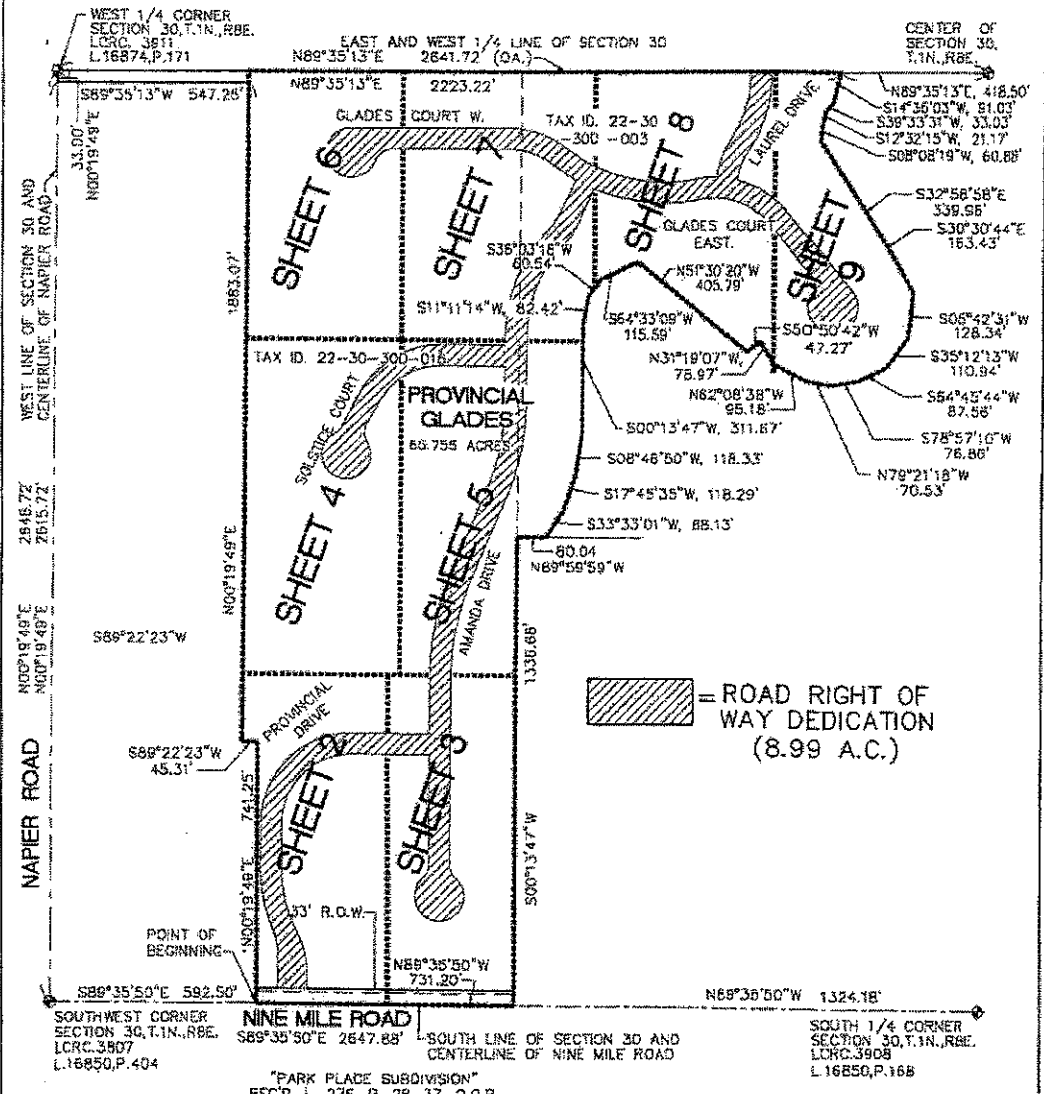 WEST 1/4 CORNER
SECTION 30,T.1N.,R8E.
LCRC. 3911
L.16874,P.171
EAST AND WEST 1/4 LINE OF SECTION 30
N89°35'13"E 2641.72' (OA.)
CENTER OF
SECTION 30,
T.1N.,R8E.
S89°35'13"W 547.25'
N89°35'13"E 2223.22'
N89°35'13"E, 418.50'
S14°36'03"W, 91.03'
S39°33'31"W, 33.03'
S12°32'15"W, 21.17'
S08°08'19"W, 60.88'
33.00'
N00°19'49"E
GLADES COURT W.
TAX ID. 22-30
-300 -003
LAUREL DRIVE
SHEET 6
SHEET 7
SHEET 8
SHEET 9
S32°58'58"E
339.96'
S30°30'44"E
163.43'
GLADES COURT
EAST.
S36°03'18"W
60.54'
N51°30'20"W
405.79'
S11°11'14"W, 82.42'
S64°33'09"W
115.59'
S50°50'42"W
47.27'
S05°42'31"W
128.34'
N31°19'07"W,
78.97'
S35°12'13"W
110.94'
N62°08'38"W
95.18'
S54°45'44"W
87.56'
S78°57'10"W
76.86'
N79°21'18"W
70.53'
1883.07'
N00°19'49"E
TAX ID. 22-30-300-016
SOLSTICE COURT
PROVINCIAL
GLADES
65.755 ACRES
S00°13'47"W, 311.67'
S08°46'50"W, 118.33'
S17°45'35"W, 118.29'
S33°33'01"W, 88.13'
80.04
N89°59'59"W
SHEET 4
SHEET 5
AMANDA DRIVE
WEST LINE OF SECTION 30 AND
CENTERLINE OF NAPIER ROAD
2648.72'
2615.72'
N00°19'49"E
N00°19'49"E
NAPIER ROAD
S89°22'23"W
1336.68'
S00°13'47"W
= ROAD RIGHT OF
WAY DEDICATION
(8.99 A.C.)
PROVINCIAL
DRIVE
S89°22'23"W
45.31'
SHEET 2
SHEET 3
741.25'
N00°19'49"E
33' R.O.W.
POINT OF
BEGINNING
N89°35'50"W
731.20'
S89°35'50"E 592.50'
N89°35'50"W 1324.18'
SOUTHWEST CORNER
SECTION 30,T.1N.,R8E.
LCRC.3807
L.16850,P.404
NINE MILE ROAD
S89°35'50"E 2647.88'
SOUTH LINE OF SECTION 30 AND
CENTERLINE OF NINE MILE ROAD
SOUTH 1/4 CORNER
SECTION 30,T.1N.,R8E.
LCRC.3908
L.16850,P.168
"PARK PLACE SUBDIVISION"